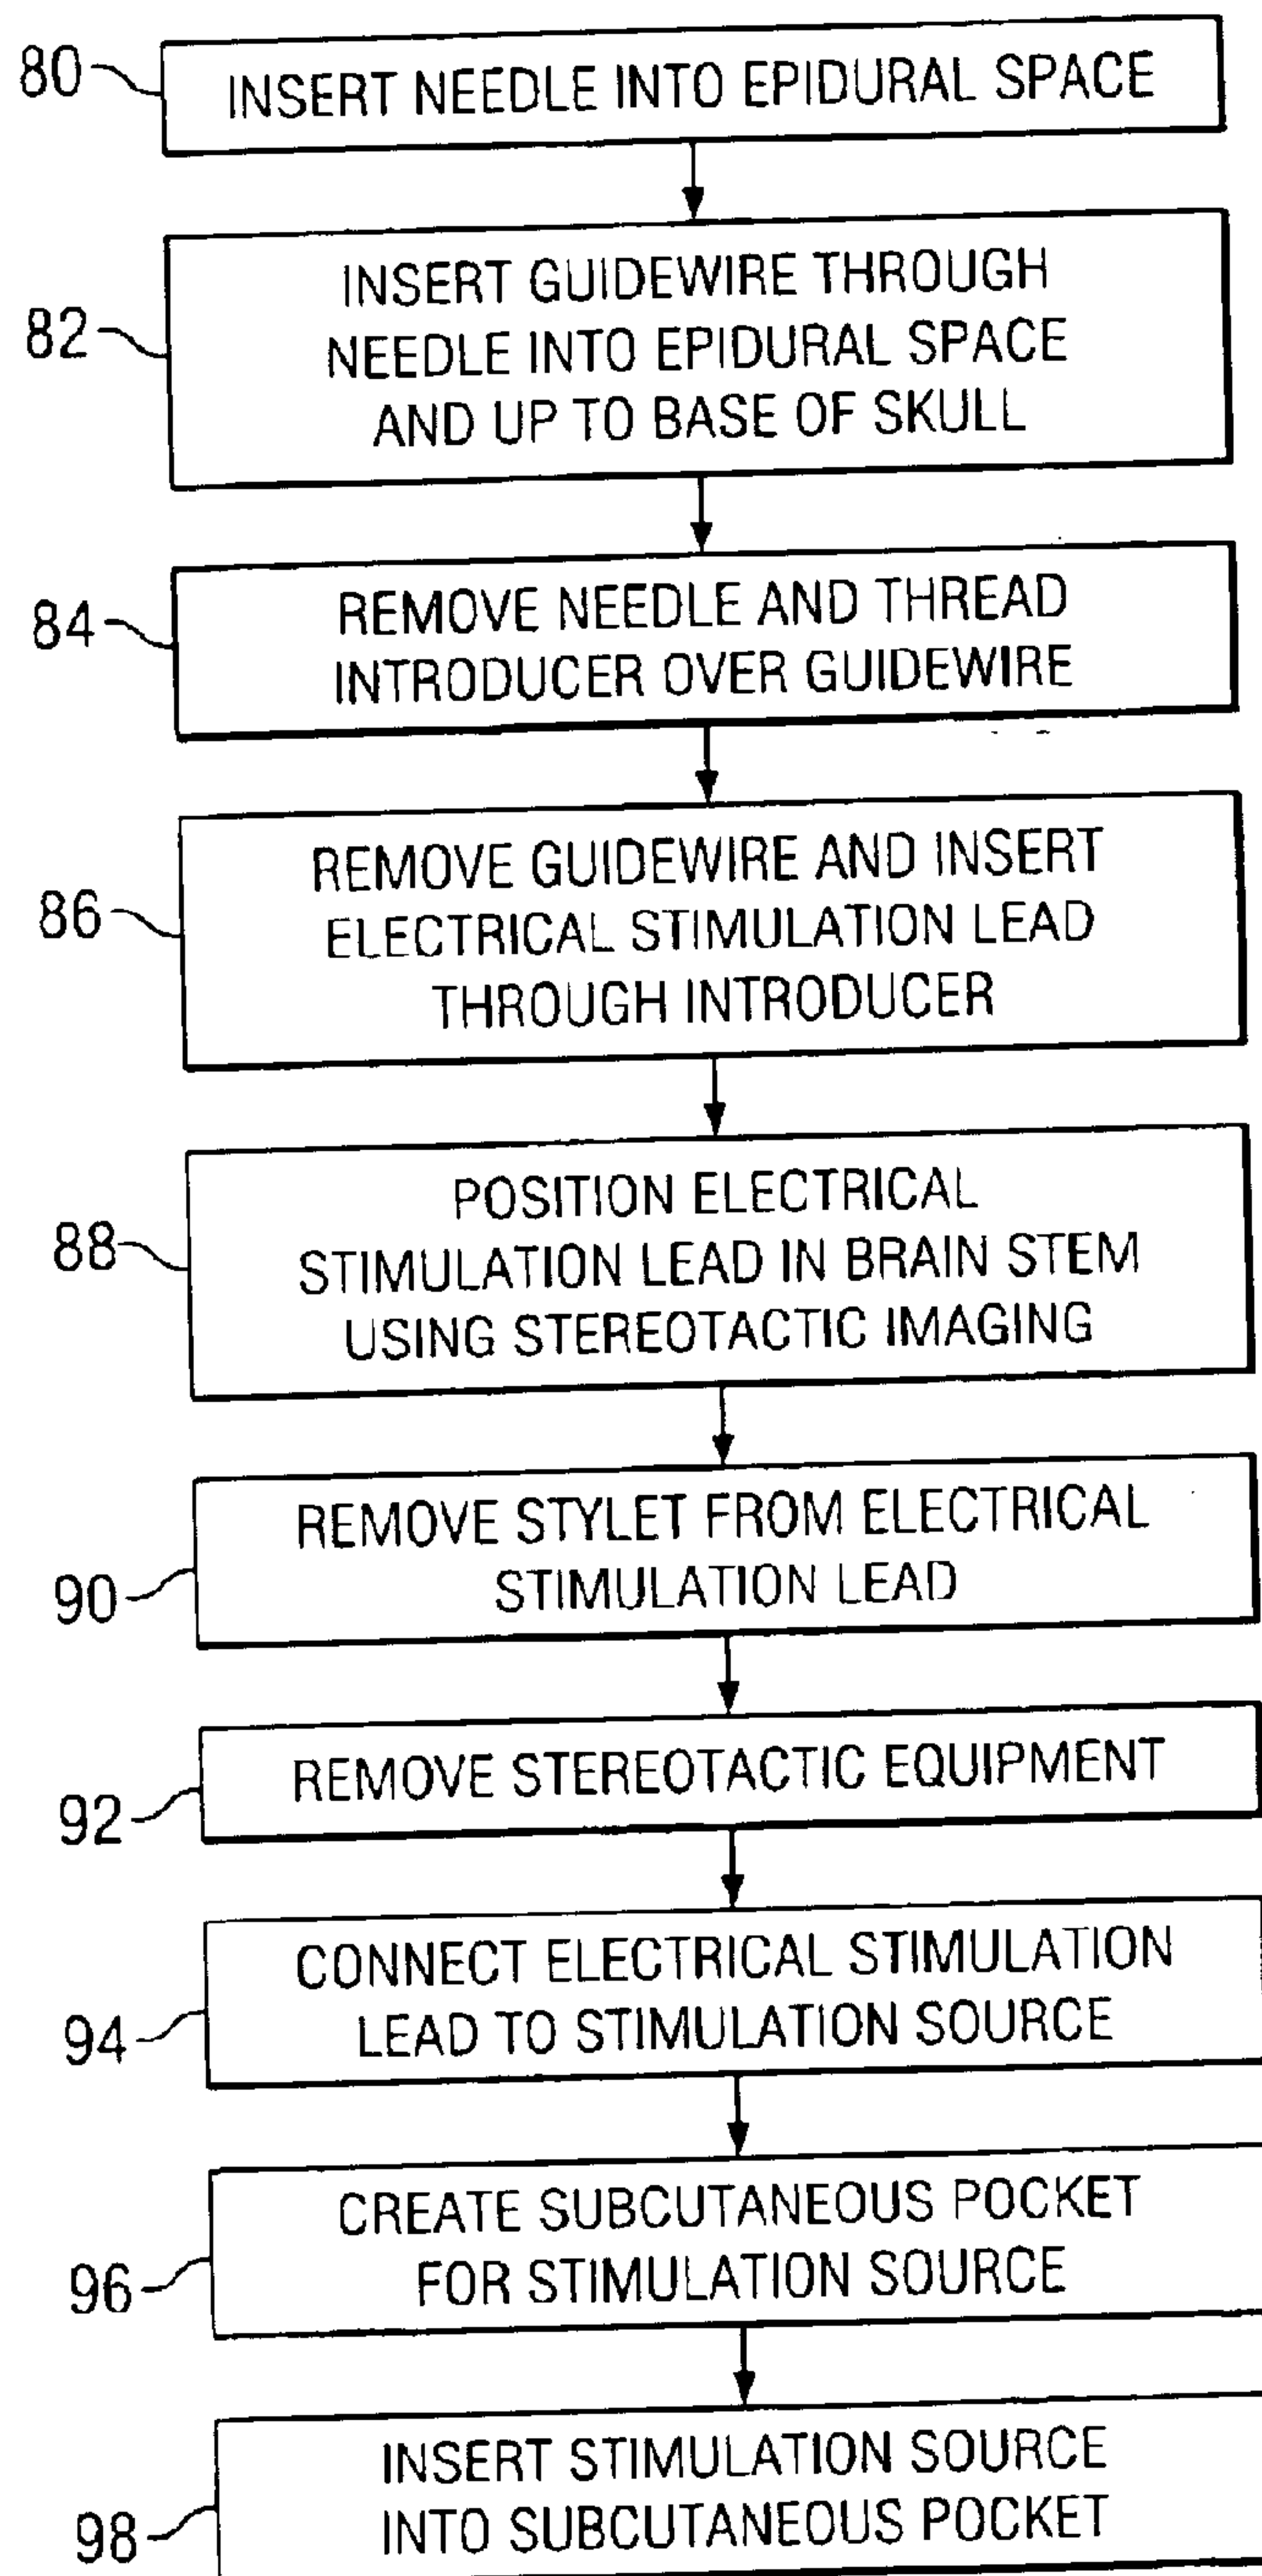 80
INSERT NEEDLE INTO EPIDURAL SPACE
82
INSERT GUIDEWIRE THROUGH
NEEDLE INTO EPIDURAL SPACE
AND UP TO BASE OF SKULL
84
REMOVE NEEDLE AND THREAD
INTRODUCER OVER GUIDEWIRE
86
REMOVE GUIDEWIRE AND INSERT
ELECTRICAL STIMULATION LEAD
THROUGH INTRODUCER
88
POSITION ELECTRICAL
STIMULATION LEAD IN BRAIN STEM
USING STEREOTACTIC IMAGING
90
REMOVE STYLET FROM ELECTRICAL
STIMULATION LEAD
92
REMOVE STEREOTACTIC EQUIPMENT
94
CONNECT ELECTRICAL STIMULATION
LEAD TO STIMULATION SOURCE
96
CREATE SUBCUTANEOUS POCKET
FOR STIMULATION SOURCE
98
INSERT STIMULATION SOURCE
INTO SUBCUTANEOUS POCKET